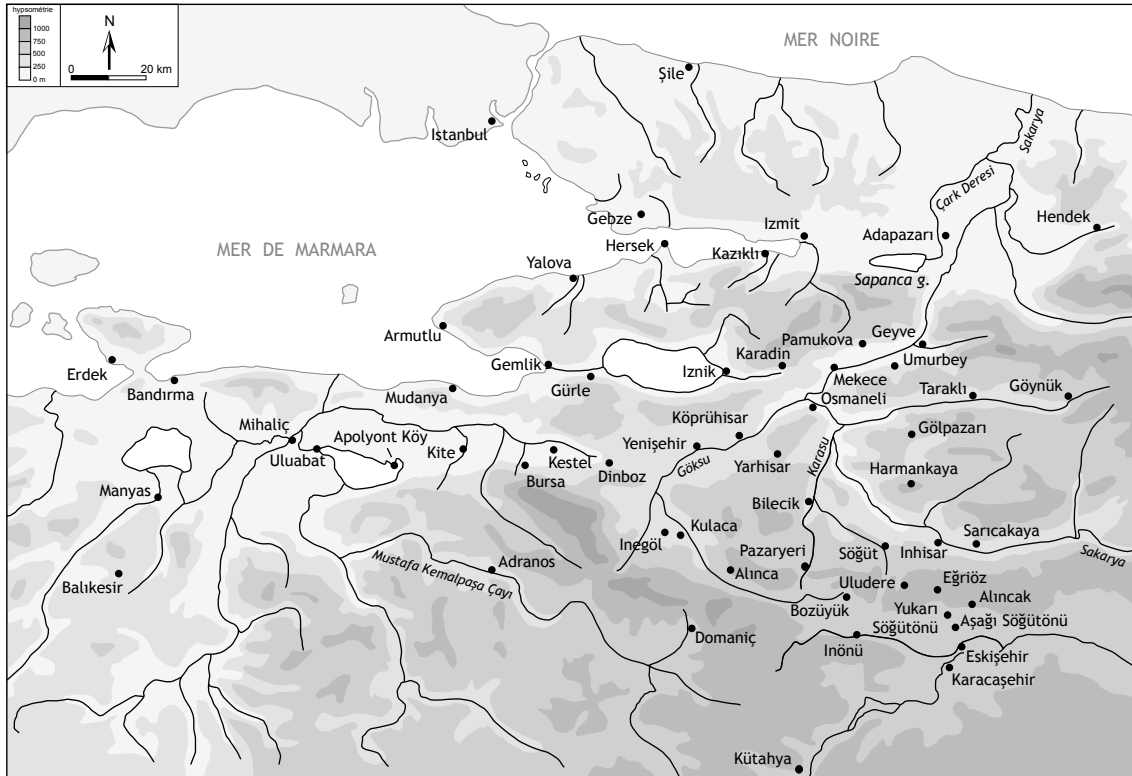 hypsométrie
1000
750
500
250
0 m
N
0 20 km
MER NOIRE
Şile
Istanbul
Sakarya
Çark Deresi
Gebze
Hendek
Izmit
Adapazarı
Hersek
MER DE MARMARA
Kazıklı
Yalova
Sapanca g.
Armutlu
Pamukova
Geyve
Erdek
Gemlik
Iznik
Karadin
Umurbey
Bandırma
Gürle
Mekece
Mudanya
Osmaneli
Taraklı
Göynük
Köprühisar
Mihaliç
Apolyont Köy
Gölpazarı
Yenişehir
Uluabat
Kite
Kestel
Göksu
Yarhisar
Karasu
Dinboz
Harmankaya
Bursa
Manyas
Bilecik
Kulaca
Inegöl
Sarıcakaya
Pazaryeri
Söğüt
Inhisar
Sakarya
Adranos
Mustafa Kemalpaşa Çayı
Alınca
Balıkesir
Uludere
Eğriöz
Alıncak
Bozüyük
Yukarı
Söğütönü
Aşağı Söğütönü
Domaniç
Inönü
Eskişehir
Karacaşehir
Kütahya